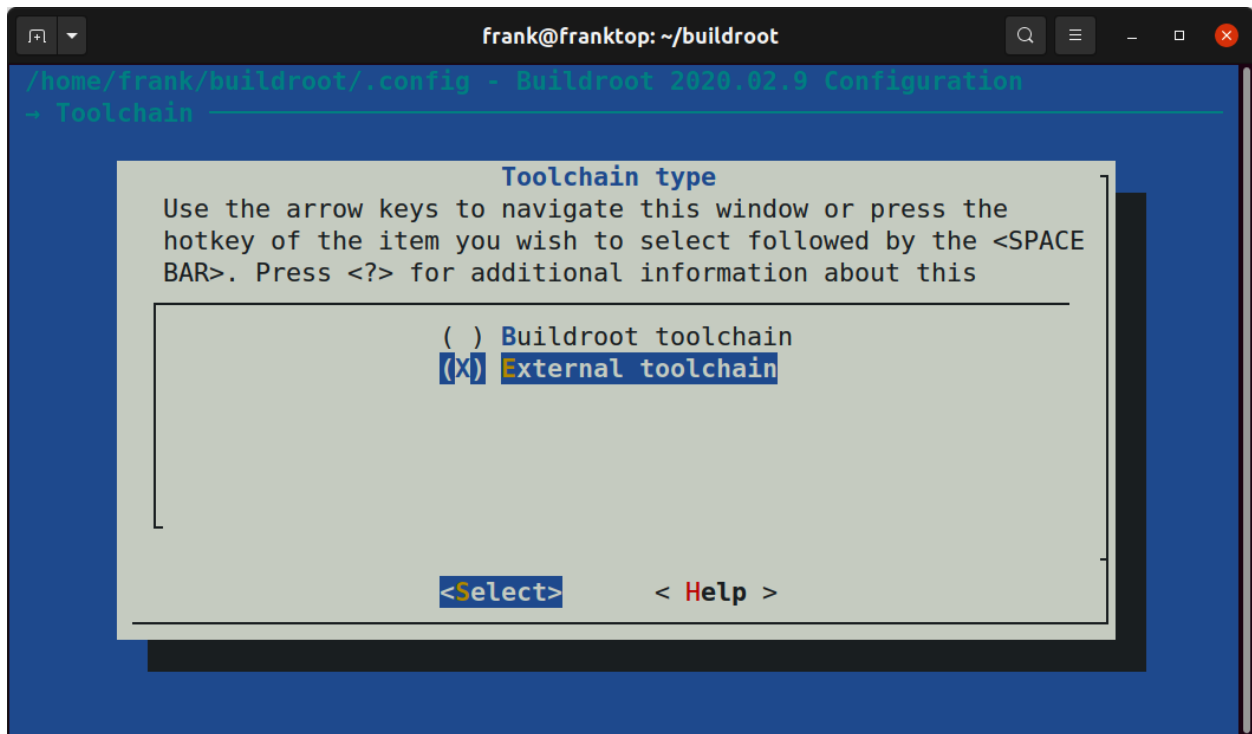 frank@franktop: ~/buildroot
/home/frank/buildroot/.config - Buildroot 2020.02.9 Configuration
→ Toolchain
Toolchain type
Use the arrow keys to navigate this window or press the
hotkey of the item you wish to select followed by the <SPACE
BAR>. Press <?> for additional information about this
( ) Buildroot toolchain
(X) External toolchain
<Select> < Help >